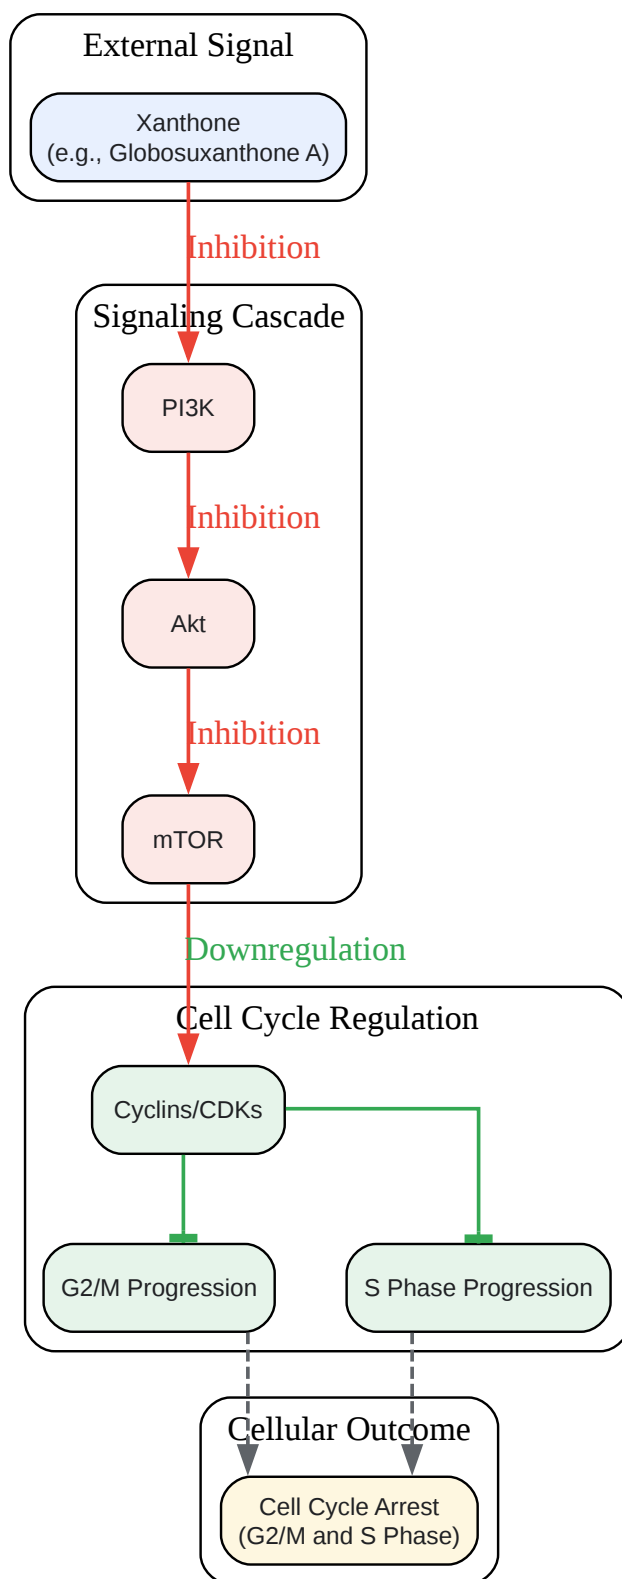 External Signal
Xanthone
(e.g., Globosuxanthone A)
Inhibition
Signaling Cascade
PI3K
Inhibition
Akt
Inhibition
mTOR
Downregulation
Cell Cycle Regulation
Cyclins/CDKs
G2/M Progression
S Phase Progression
Cellular Outcome
Cell Cycle Arrest
(G2/M and S Phase)